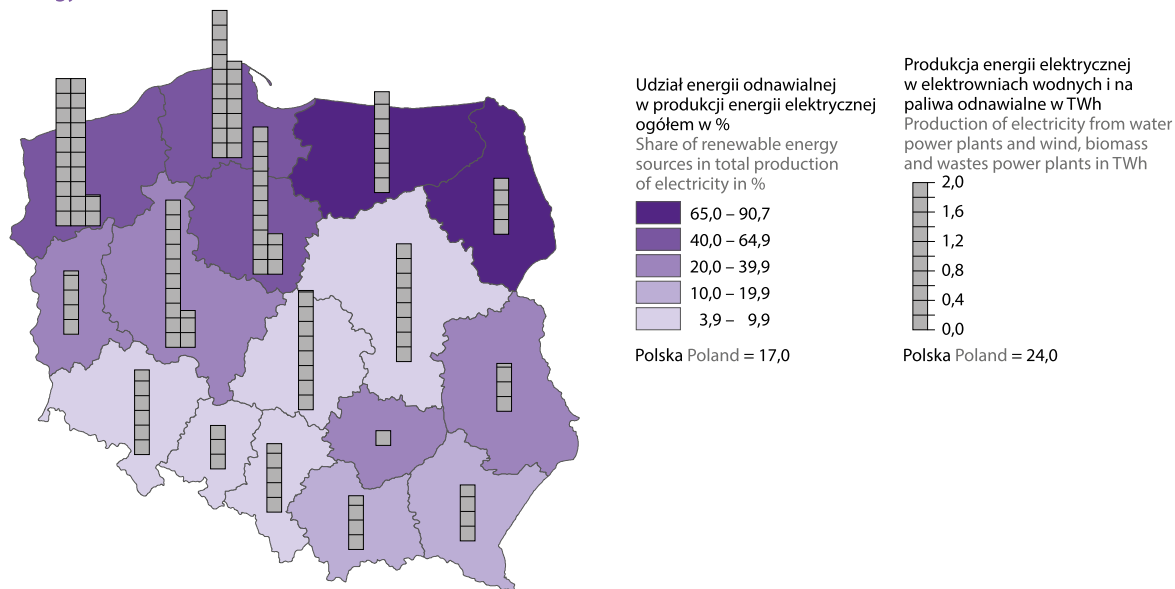 Udział energii odnawialnej
w produkcji energii elektrycznej
ogółem w %
Share of renewable energy
sources in total production
of electricity in %
65,0 – 90,7
40,0 – 64,9
20,0 – 39,9
10,0 – 19,9
3,9 – 9,9
Polska Poland = 17,0
Produkcja energii elektrycznej
w elektrowniach wodnych i na
paliwa odnawialne w TWh
Production of electricity from water
power plants and wind, biomass
and wastes power plants in TWh
2,0
1,6
1,2
0,8
0,4
0,0
Polska Poland = 24,0